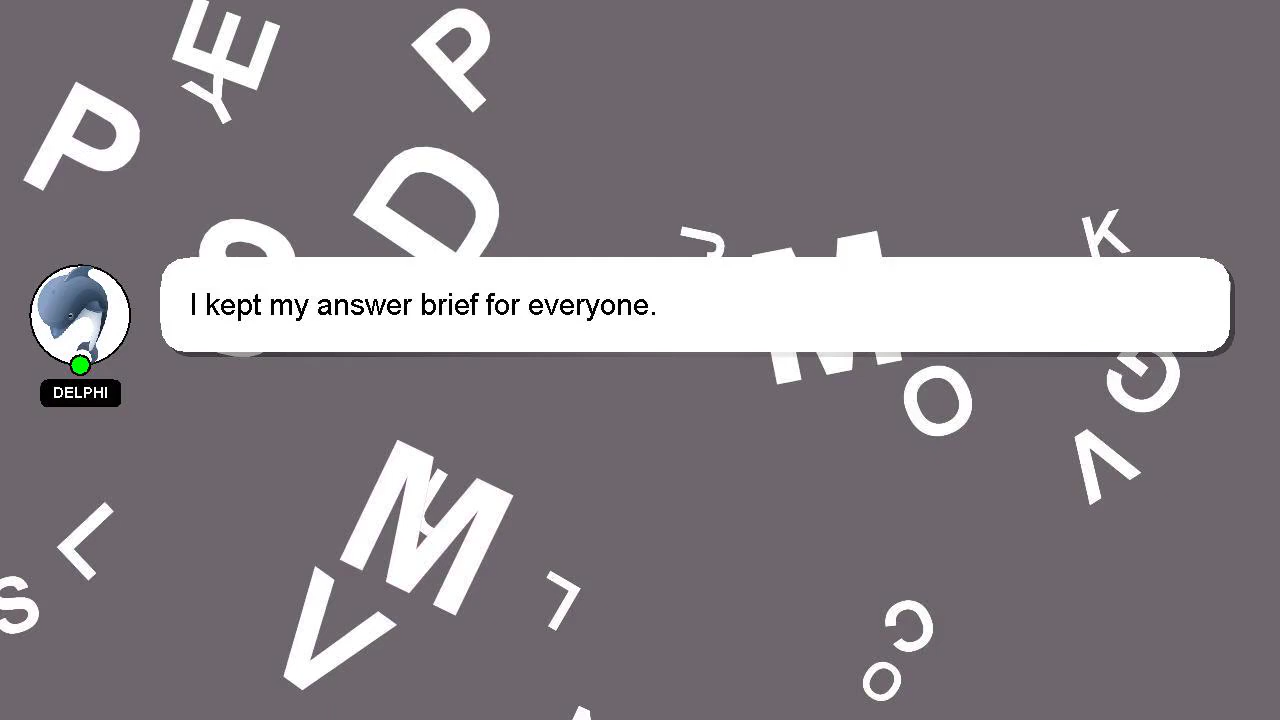 E
P
Y
P
D
J
K
M
I kept my answer brief for everyone.
DELPHI
O
G
V
M
L
V
L
S
C
O